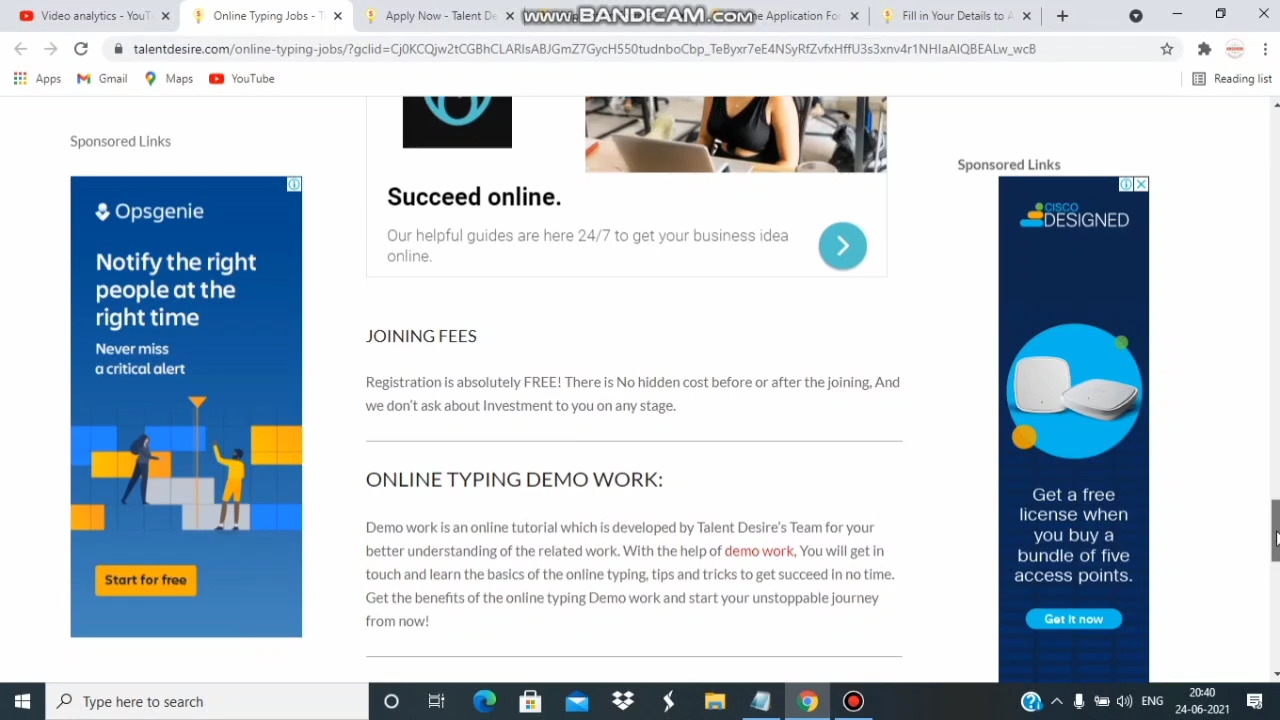 Video analytics - YouT
Online Typing Jobs - T
Apply Now - Talent De
www.BANDICAM.com
e Application Fo
Fill in Your Details to A
talentdesire.com/online-typing-jobs/?gclid=Cj0KCQjw2tCGBhCLARIsABJGmZ7GycH550tudnboCbp_TeByxr7eE4NSyRfZvfxHffU3s3xnv4r1NHIaAlQBEALw_wcB
Apps
Gmail
Maps
YouTube
Reading list
Sponsored Links
Opsgenie
Notify the right
people at the
right time
Never miss
a critical alert
Start for free
Succeed online.
Our helpful guides are here 24/7 to get your business idea
online.
JOINING FEES
Registration is absolutely FREE! There is No hidden cost before or after the joining, And
we don't ask about Investment to you on any stage.
ONLINE TYPING DEMO WORK:
Demo work is an online tutorial which is developed by Talent Desire's Team for your
better understanding of the related work. With the help of demo work, You will get in
touch and learn the basics of the online typing, tips and tricks to get succeed in no time.
Get the benefits of the online typing Demo work and start your unstoppable journey
from now!
Sponsored Links
CISCO
DESIGNED
Get a free
license when
you buy a
bundle of five
access points.
Get it now
Type here to search
ENG
20:40
24-06-2021